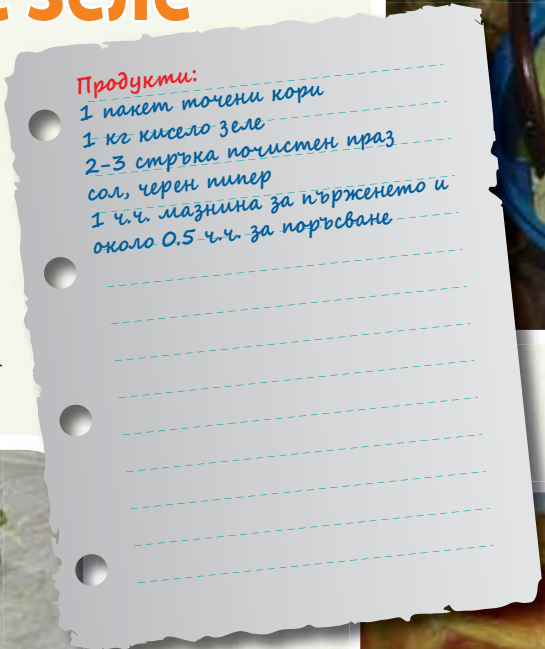 зеле
Продукти:
1 пакет точени кори
1 кг кисело зеле
2-3 стръка почистен праз
сол, черен пипер
1 ч.ч. мазнина за пърженето и
около 0.5 ч.ч. за поръсване